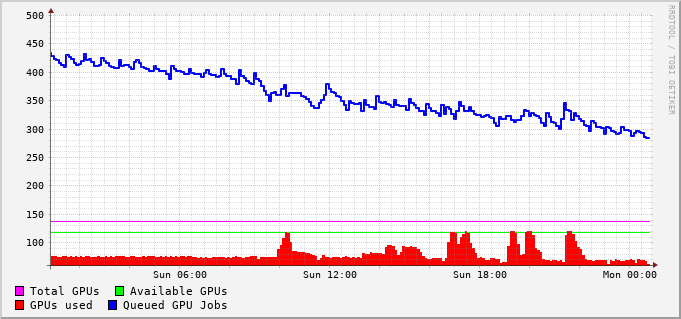 RRDTOOL / TOBI OETIKER
500
450
400
350
300
250
200
150
100
Sun 06:00 Sun 12:00 Sun 18:00 Mon 00:00
Total GPUs Available GPUs
GPUs used Queued GPU Jobs